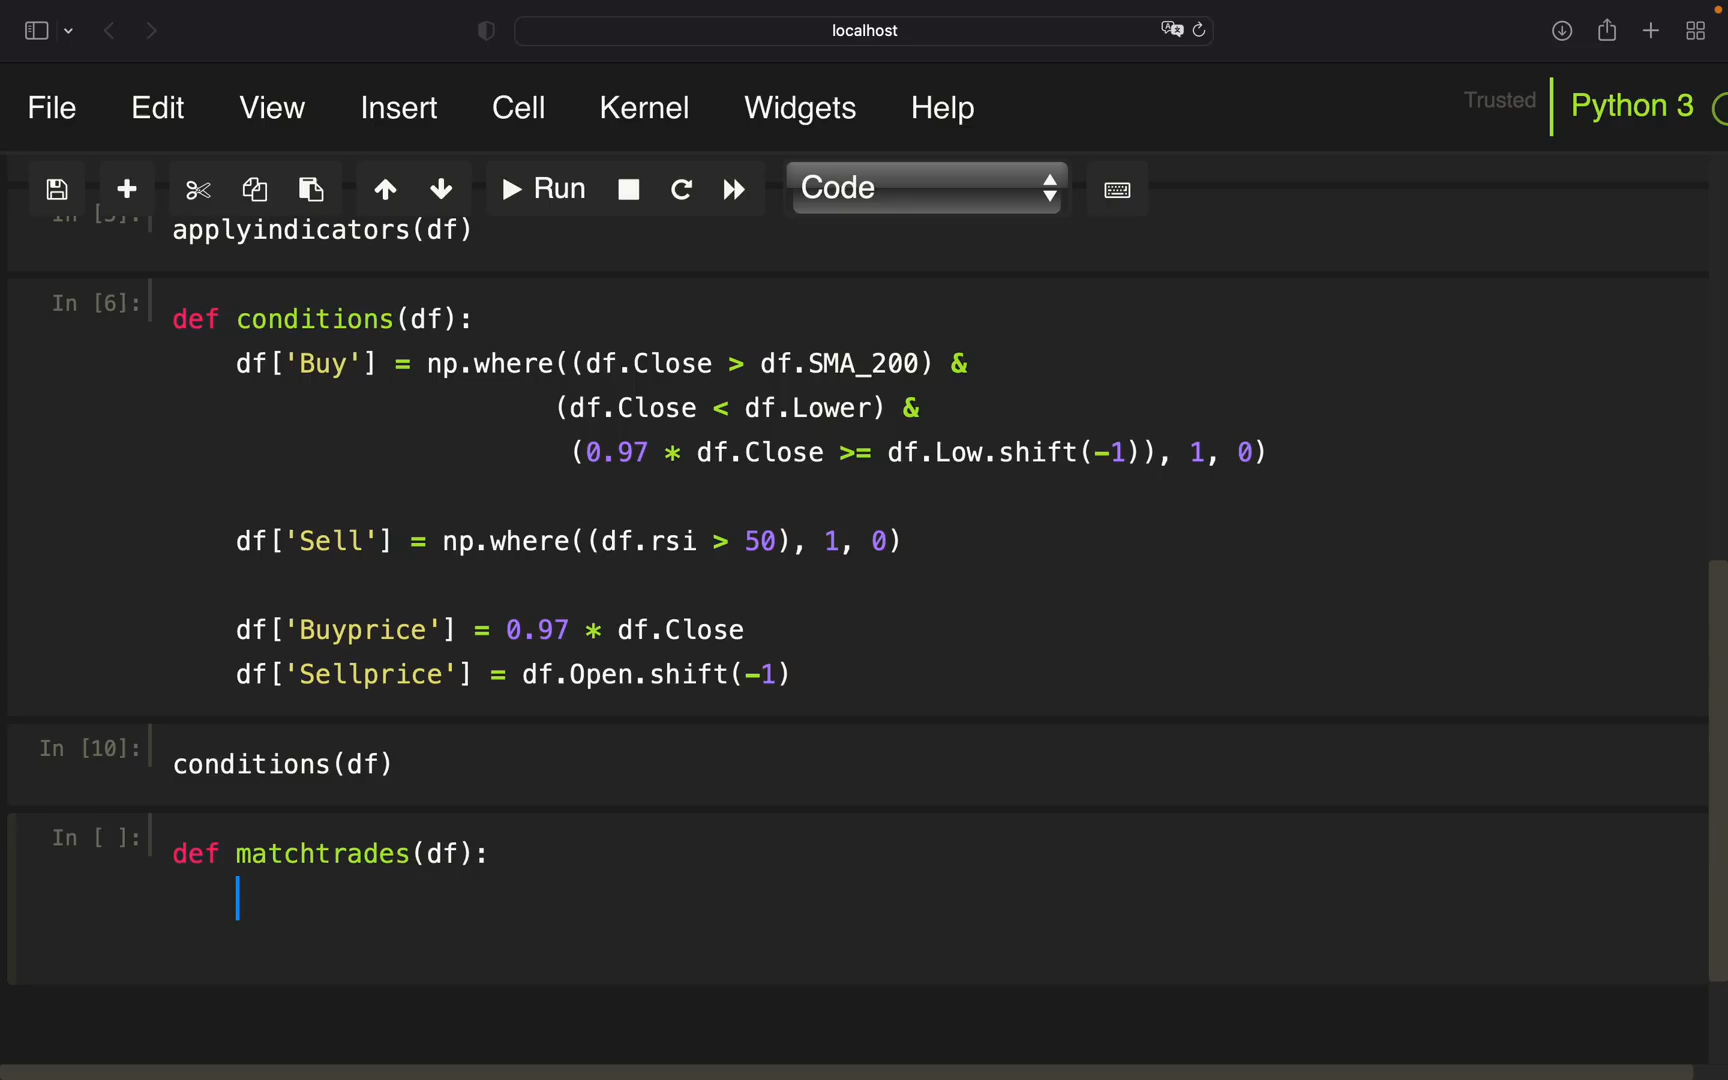 localhost
File Edit View Insert Cell Kernel Widgets Help
Trusted Python 3
Run Code
applyindicators(df)
In [6]:
def conditions(df):
df['Buy'] = np.where((df.Close > df.SMA_200) &
(df.Close < df.Lower) &
(0.97 * df.Close >= df.Low.shift(-1)), 1, 0)
df['Sell'] = np.where((df.rsi > 50), 1, 0)
df['Buyprice'] = 0.97 * df.Close
df['Sellprice'] = df.Open.shift(-1)
In [10]:
conditions(df)
In [ ]:
def matchtrades(df):